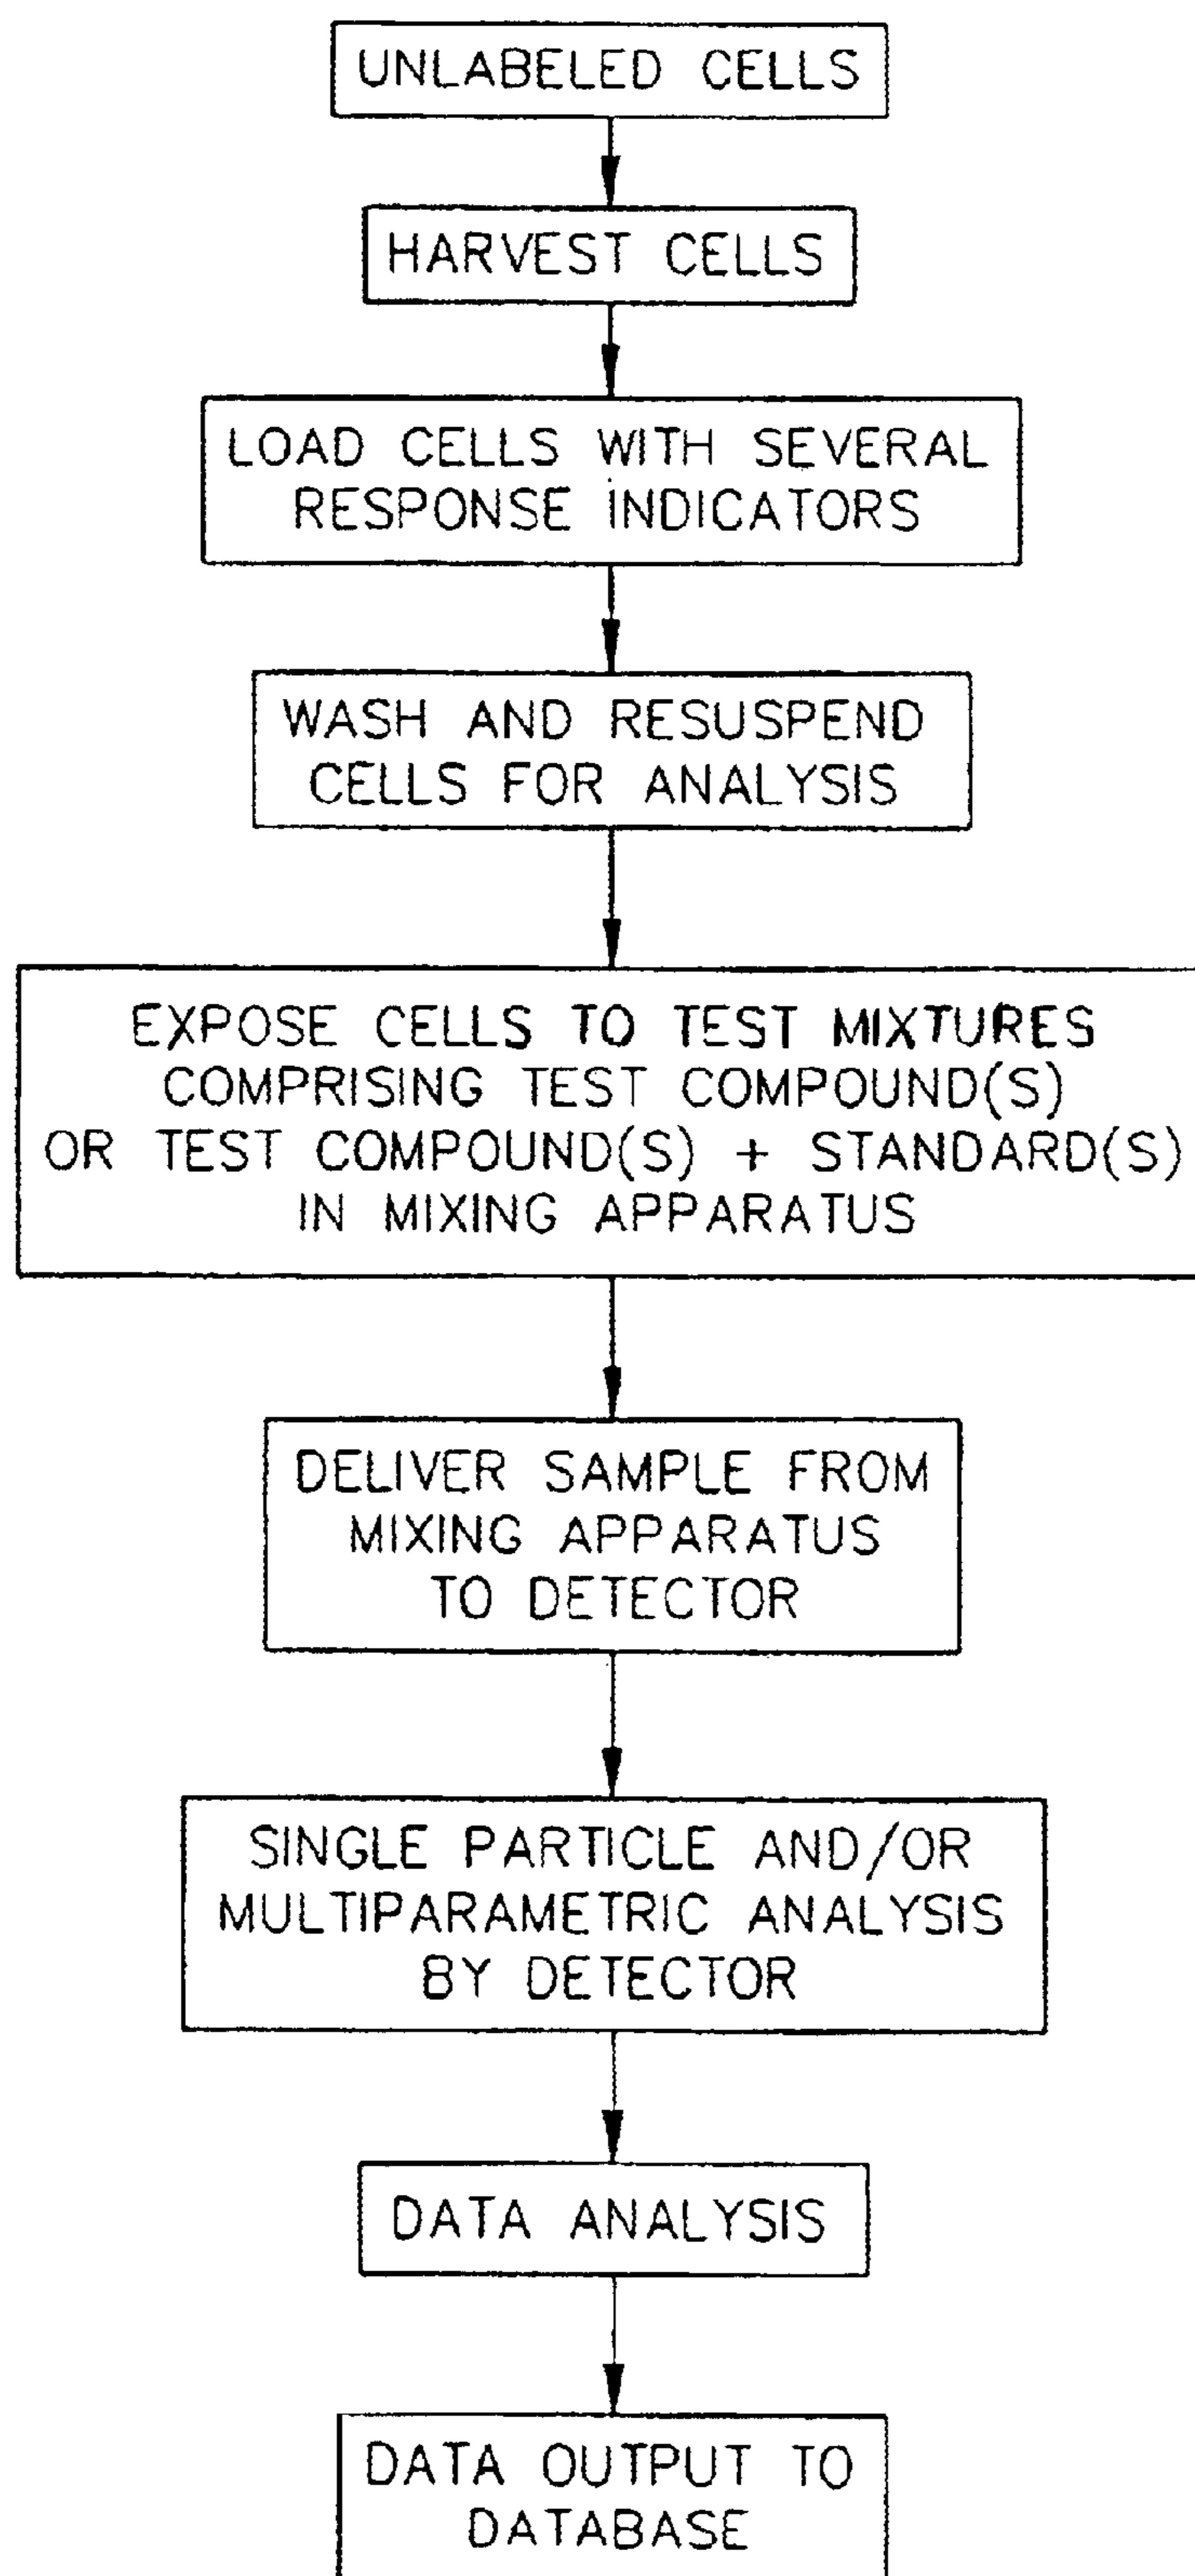 UNLABELED CELLS
HARVEST CELLS
LOAD CELLS WITH SEVERAL
RESPONSE INDICATORS
WASH AND RESUSPEND
CELLS FOR ANALYSIS
EXPOSE CELLS TO TEST MIXTURES
COMPRISING TEST COMPOUND(S)
OR TEST COMPOUND(S) + STANDARD(S)
IN MIXING APPARATUS
DELIVER SAMPLE FROM
MIXING APPARATUS
TO DETECTOR
SINGLE PARTICLE AND/OR
MULTIPARAMETRIC ANALYSIS
BY DETECTOR
DATA ANALYSIS
DATA OUTPUT TO
DATABASE